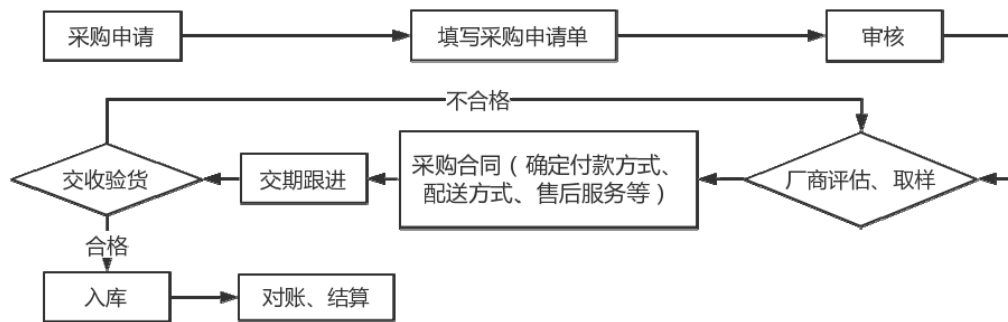 采购申请
填写采购申请单
审核
不合格
交收验货
交期跟进
采购合同（确定付款方式、
配送方式、售后服务等）
厂商评估、取样
合格
入库
对账、结算